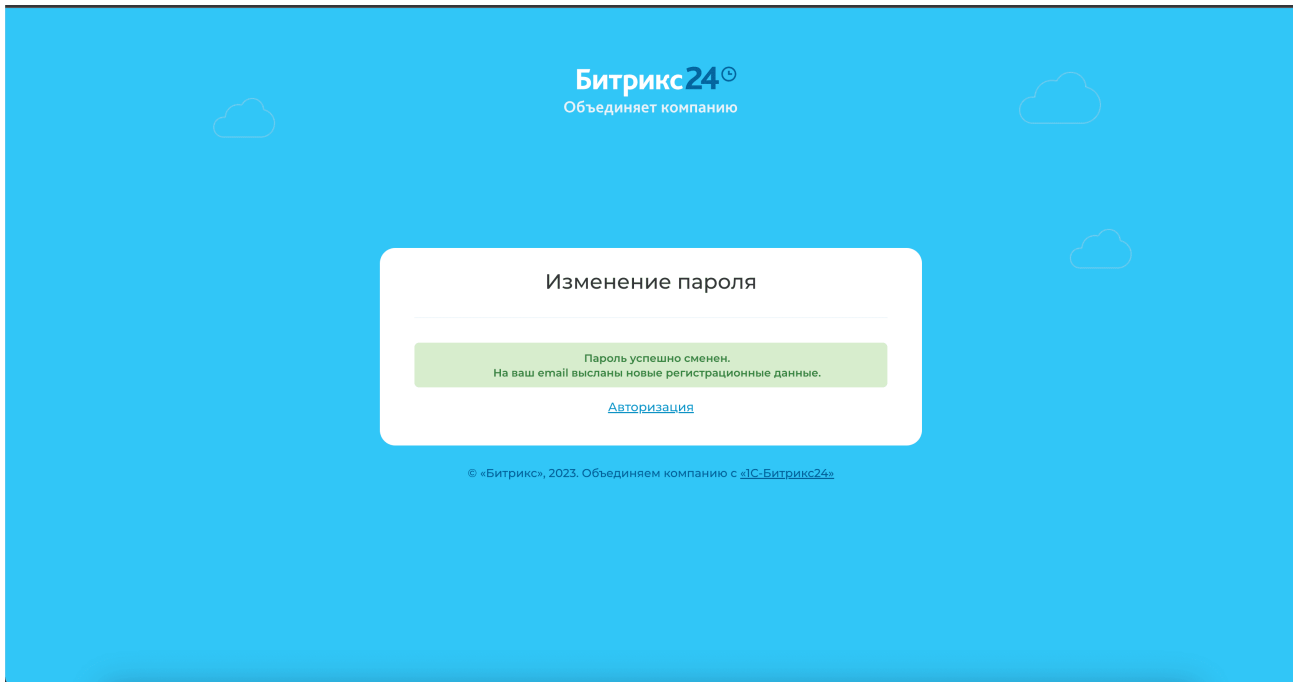 Битрикс24
Объединяет компанию
Изменение пароля
Пароль успешно сменен.
На ваш email высланы новые регистрационные данные.
Авторизация
© «Битрикс», 2023. Объединяем компанию с «1С-Битрикс24»